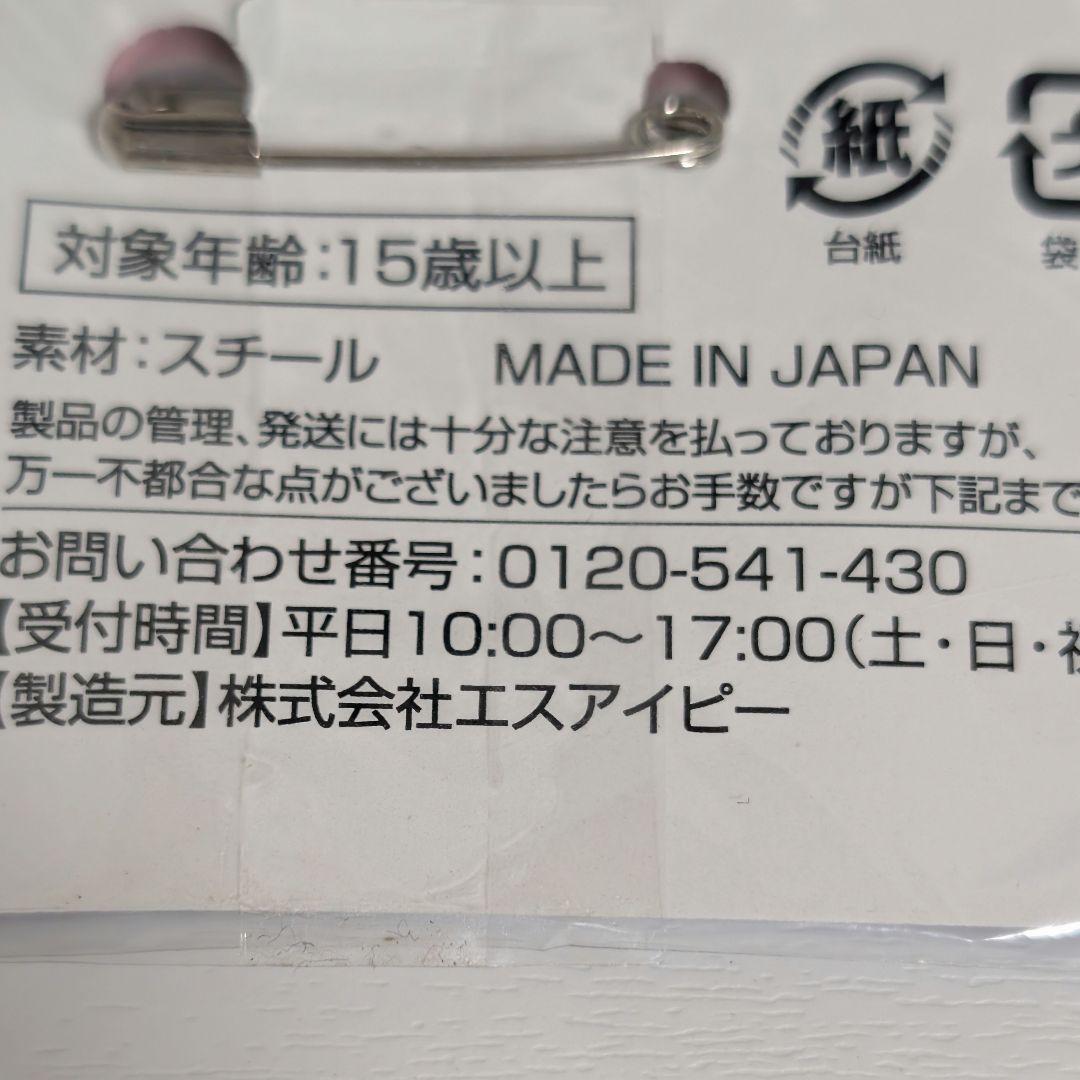 紙
台紙
袋
対象年齢:15歳以上
素材:スチール MADE IN JAPAN
製品の管理、発送には十分な注意を払っておりますが、
万一不都合な点がございましたらお手数ですが下記まで
お問い合わせ番号:0120-541-430
【受付時間】平日10:00〜17:00(土・日・祝
【製造元】株式会社エスアイピー